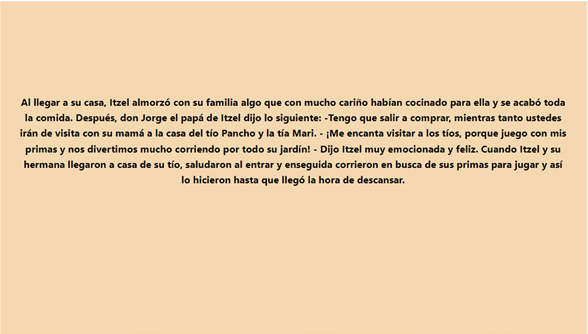 Al llegar a su casa, Itzel almorzó con su familia algo que con mucho cariño habían cocinado para ella y se acabó toda
la comida. Después, don Jorge el papá de Itzel dijo lo siguiente: -Tengo que salir a comprar, mientras tanto ustedes
irán de visita con su mamá a la casa del tío Pancho y la tía Mari. - ¡Me encanta visitar a los tíos, porque juego con mis
primas y nos divertimos mucho corriendo por todo su jardín! - Dijo Itzel muy emocionada y feliz. Cuando Itzel y su
hermana llegaron a casa de su tío, saludaron al entrar y enseguida corrieron en busca de sus primas para jugar y así
lo hicieron hasta que llegó la hora de descansar.